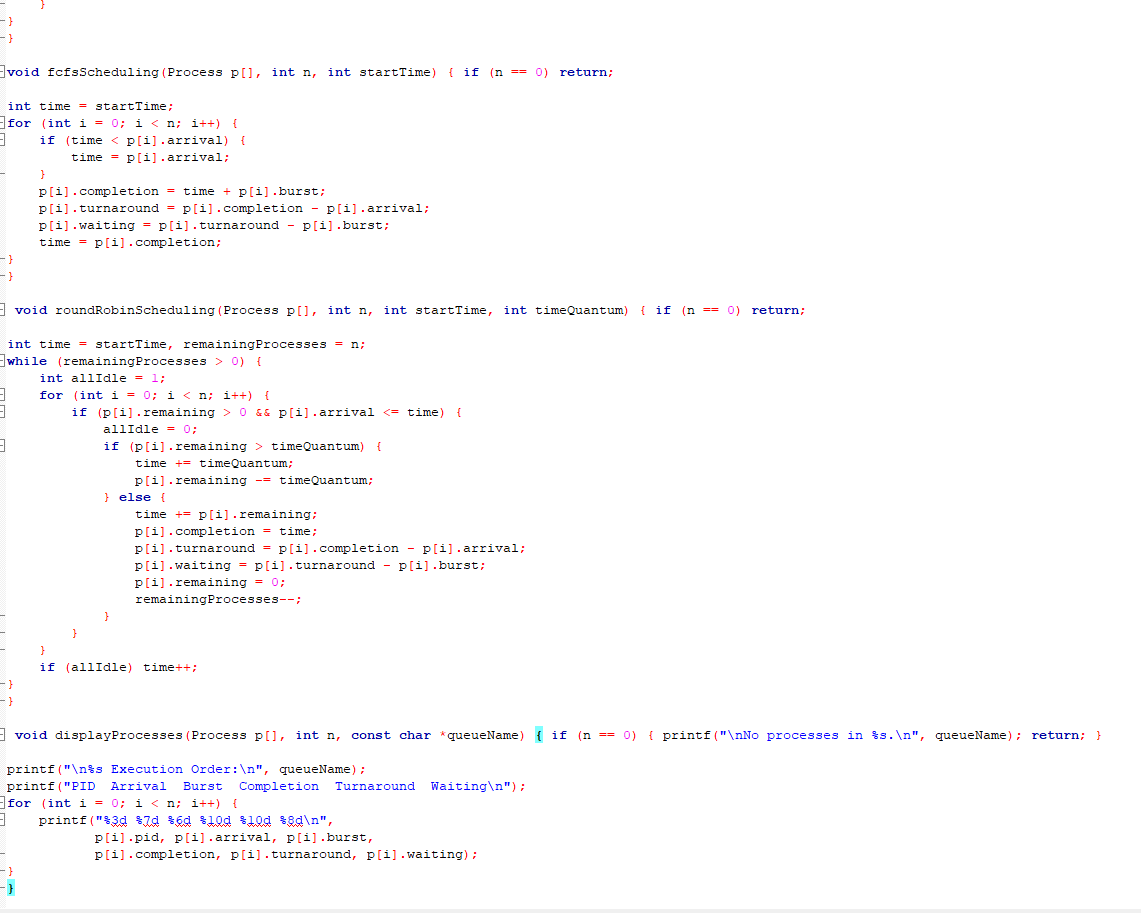 }
}
}
void fcfsScheduling(Process p[], int n, int startTime) { if (n == 0) return;
int time = startTime;
for (int i = 0; i < n; i++) {
    if (time < p[i].arrival) {
        time = p[i].arrival;
    }
    p[i].completion = time + p[i].burst;
    p[i].turnaround = p[i].completion - p[i].arrival;
    p[i].waiting = p[i].turnaround - p[i].burst;
    time = p[i].completion;
}
}
 void roundRobinScheduling(Process p[], int n, int startTime, int timeQuantum) { if (n == 0) return;
int time = startTime, remainingProcesses = n;
while (remainingProcesses > 0) {
    int allIdle = 1;
    for (int i = 0; i < n; i++) {
        if (p[i].remaining > 0 && p[i].arrival <= time) {
            allIdle = 0;
            if (p[i].remaining > timeQuantum) {
                time += timeQuantum;
                p[i].remaining -= timeQuantum;
            } else {
                time += p[i].remaining;
                p[i].completion = time;
                p[i].turnaround = p[i].completion - p[i].arrival;
                p[i].waiting = p[i].turnaround - p[i].burst;
                p[i].remaining = 0;
                remainingProcesses--;
            }
        }
    }
    if (allIdle) time++;
}
}
 void displayProcesses(Process p[], int n, const char *queueName) { if (n == 0) { printf("\nNo processes in %s.\n", queueName); return; }
printf("\n%s Execution Order:\n", queueName);
printf("PID  Arrival  Burst  Completion  Turnaround  Waiting\n");
for (int i = 0; i < n; i++) {
    printf("%3d %7d %6d %10d %10d %8d\n",
           p[i].pid, p[i].arrival, p[i].burst,
           p[i].completion, p[i].turnaround, p[i].waiting);
}
}